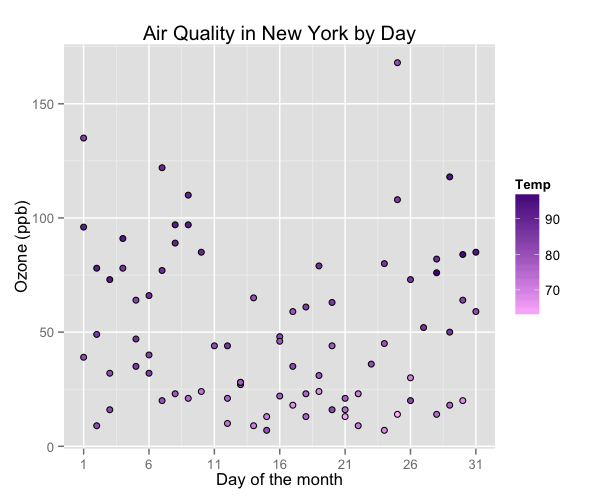 Air Quality in New York by Day
Ozone (ppb)
150
100
50
0
1 6 11 16 21 26 31
Day of the month
Temp
90
80
70